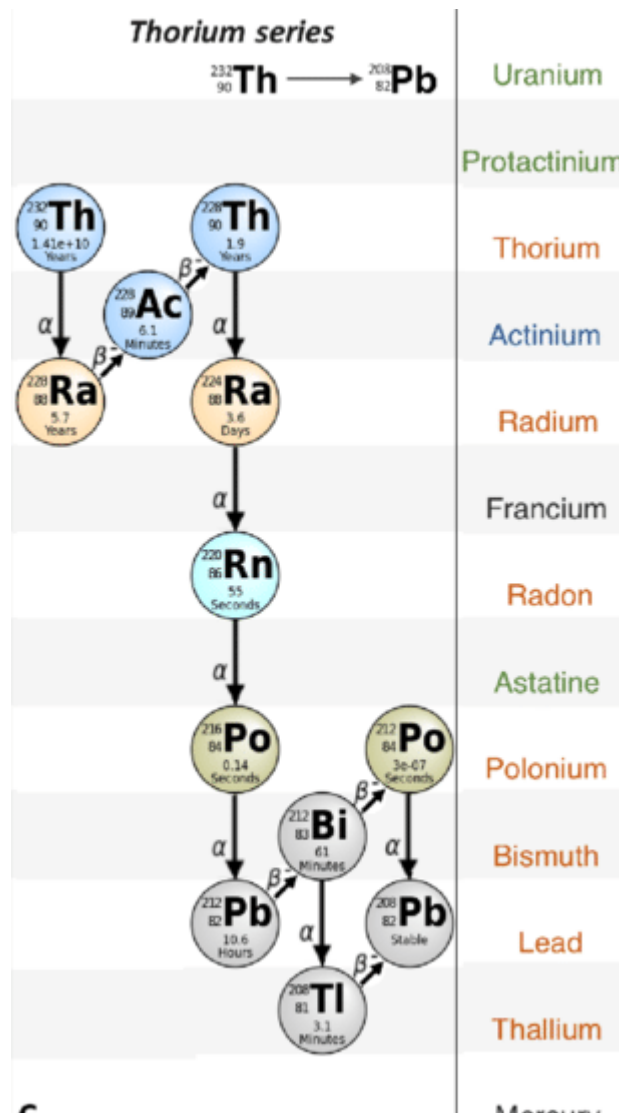 Thorium series
232 90 Th → 208 82 Pb
Uranium
Protactinium
232 90 Th
1.41e+10
Years
228 90 Th
1.9
Years
Thorium
α
β⁻
228 89 Ac
6.1
Minutes
β⁻
α
Actinium
228 88 Ra
5.7
Years
224 88 Ra
3.6
Days
Radium
α
Francium
220 86 Rn
55
Seconds
Radon
α
Astatine
216 84 Po
0.14
Seconds
212 84 Po
3e-07
Seconds
Polonium
α
β⁻
212 83 Bi
61
Minutes
β⁻
α
Bismuth
212 82 Pb
10.6
Hours
208 82 Pb
Stable
Lead
α
β⁻
208 81 Tl
3.1
Minutes
Thallium